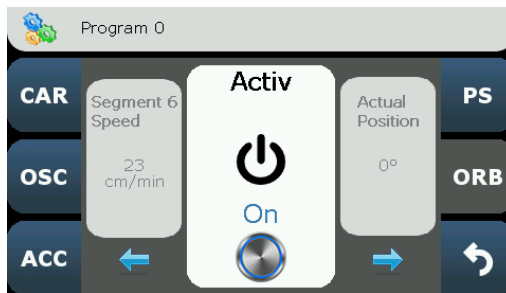 Program 0
CAR
OSC
ACC
Segment 6
Speed
23
cm/min
Activ
On
Actual
Position
0°
PS
ORB